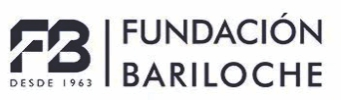 FB
DESDE 1963
FUNDACIÓN
BARILOCHE